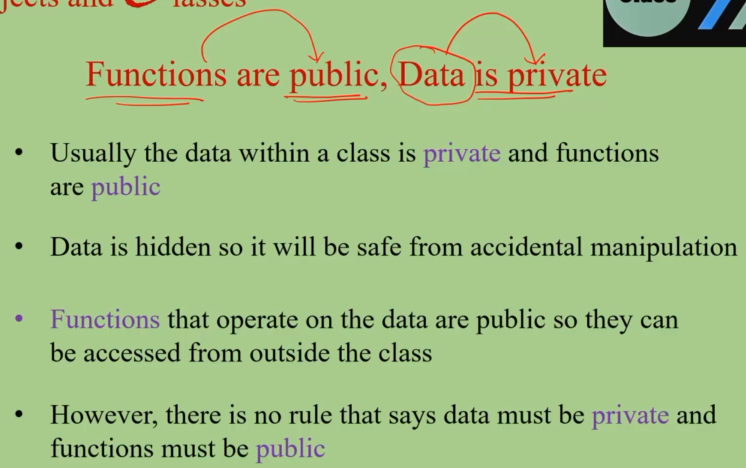 and
Functions are public, Data is private
• Usually the data within a class is private and functions
are public
• Data is hidden so it will be safe from accidental manipulation
• Functions that operate on the data are public so they can
be accessed from outside the class
• However, there is no rule that says data must be private and
functions must be public